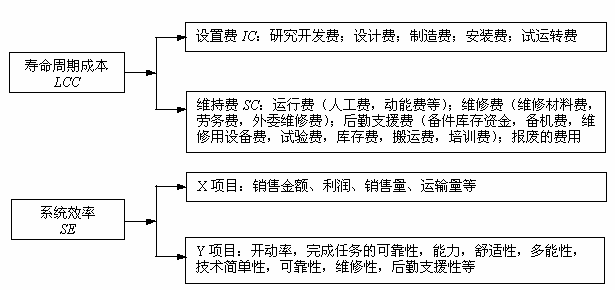 设置费IC：研究开发费；设计费；制造费；安装费；试运转费
寿命周期成本
LCC
维持费SC：运行费（人工费，动能费等）；维修费（维修材料费，
劳务费，外委维修费）；后勤支援费（备件库存资金，备机费，维
修用设备费，试验费，库存费，搬运费，培训费）；报废的费用
X项目：销售金额、利润、销售量、运输量等
系统效率
SE
Y项目：开动率，完成任务的可靠性，能力，舒适性，多能性，
技术简单性，可靠性，维修性，后勤支援性等